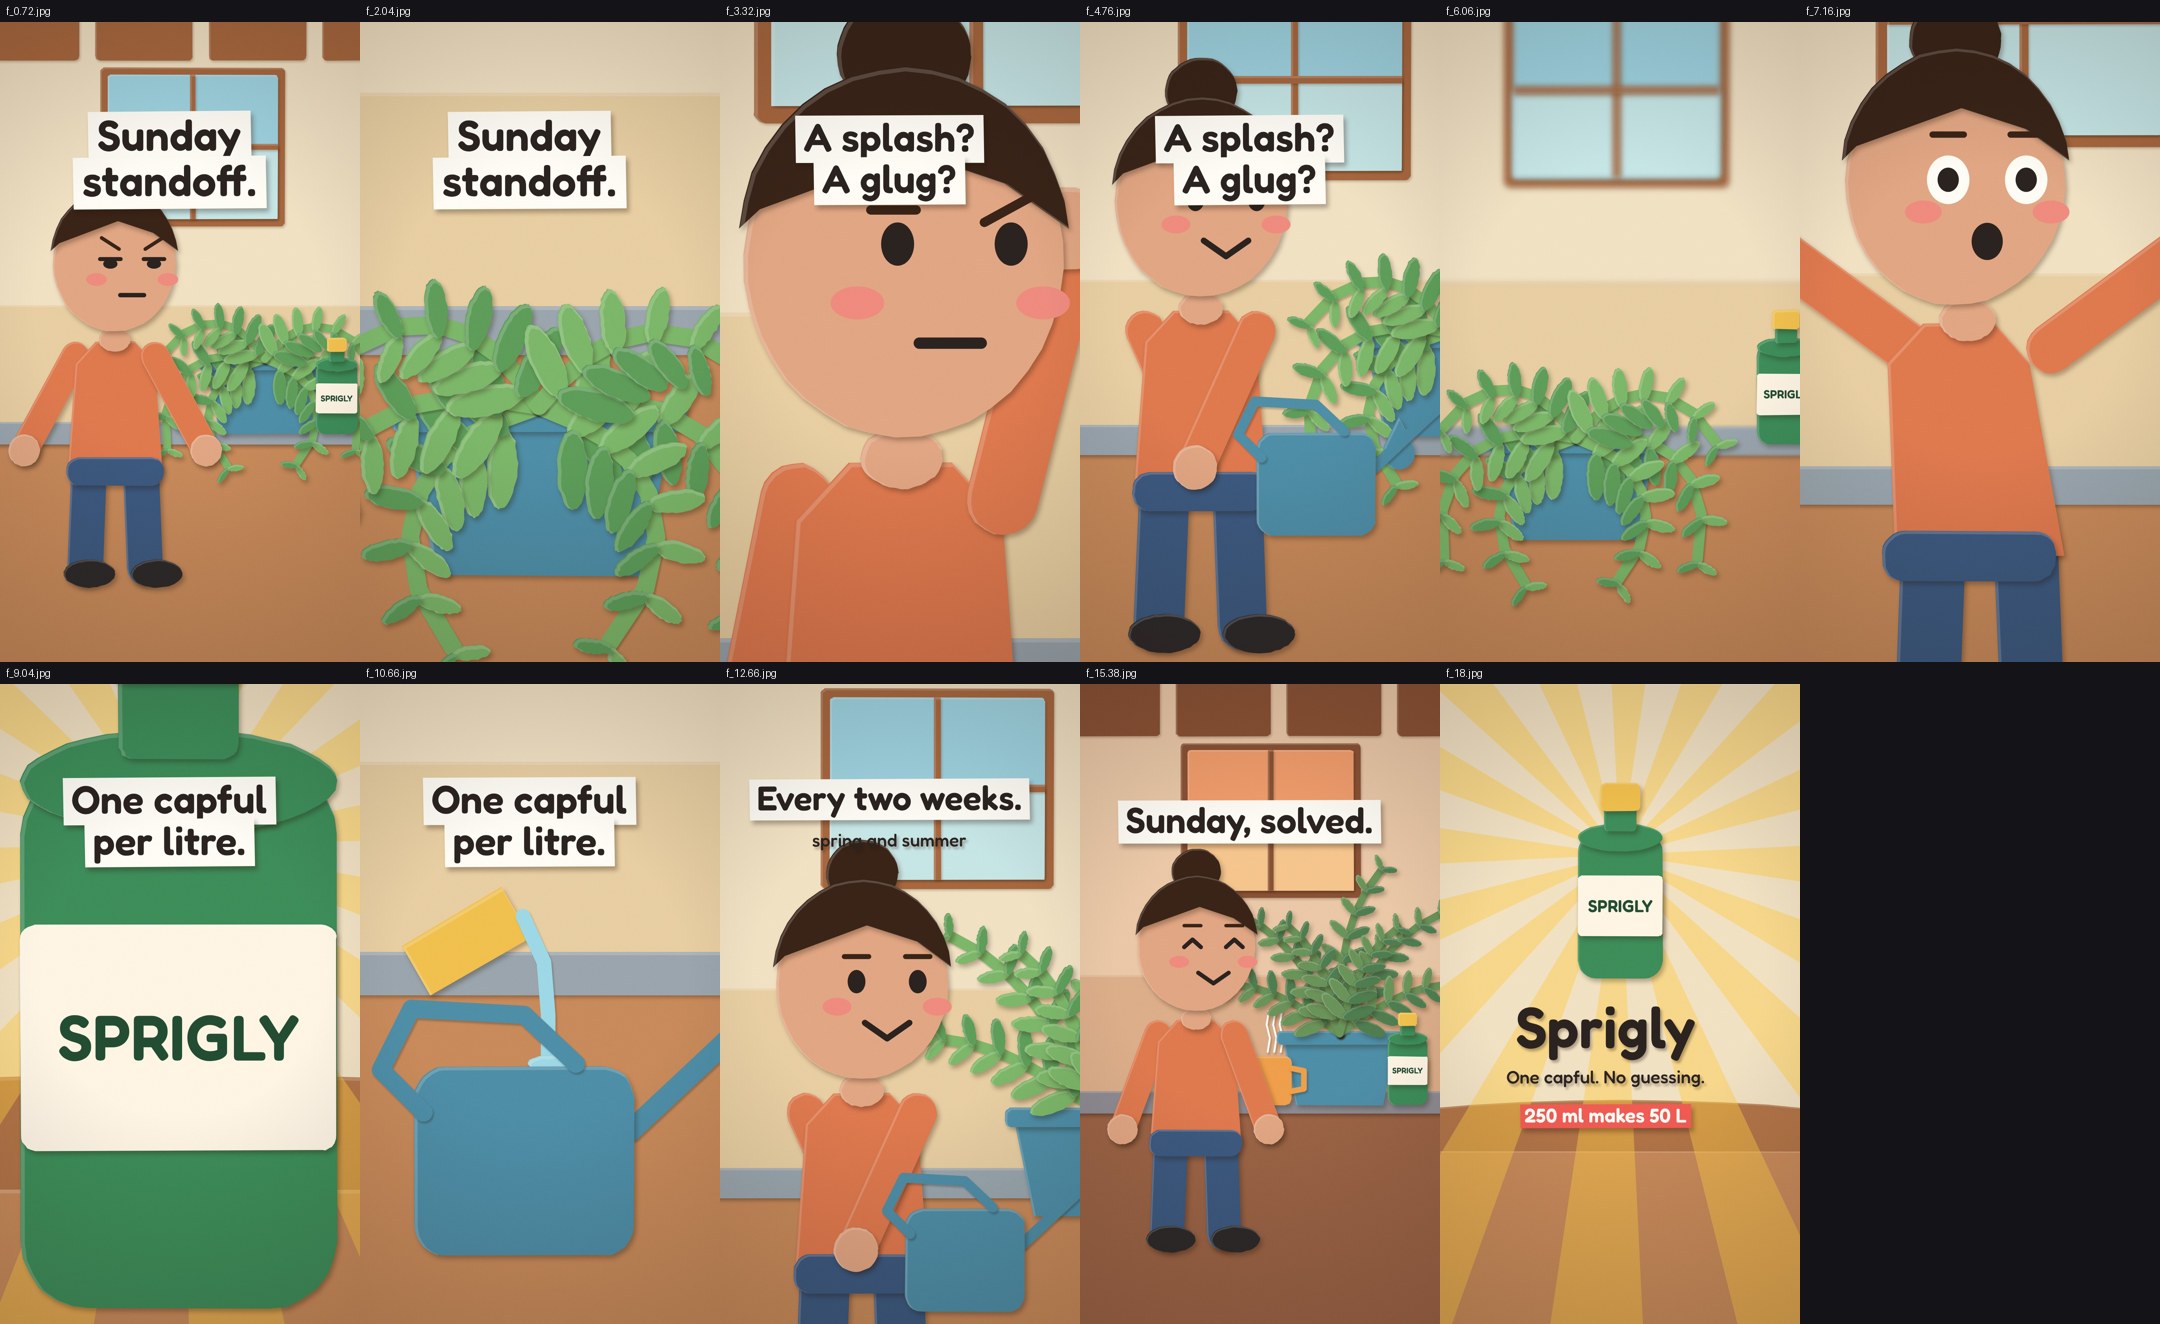 f_0.72.jpg
f_2.04.jpg
f_3.32.jpg
f_4.76.jpg
f_6.06.jpg
f_7.16.jpg
Sunday
standoff.
SPRIGLY
Sunday
standoff.
A splash?
A glug?
A splash?
A glug?
SPRIGL
f_9.04.jpg
f_10.66.jpg
f_12.66.jpg
f_15.38.jpg
f_18.jpg
One capful
per litre.
SPRIGLY
One capful
per litre.
Every two weeks.
spring and summer
Sunday, solved.
SPRIGLY
SPRIGLY
Sprigly
One capful. No guessing.
250 ml makes 50 L